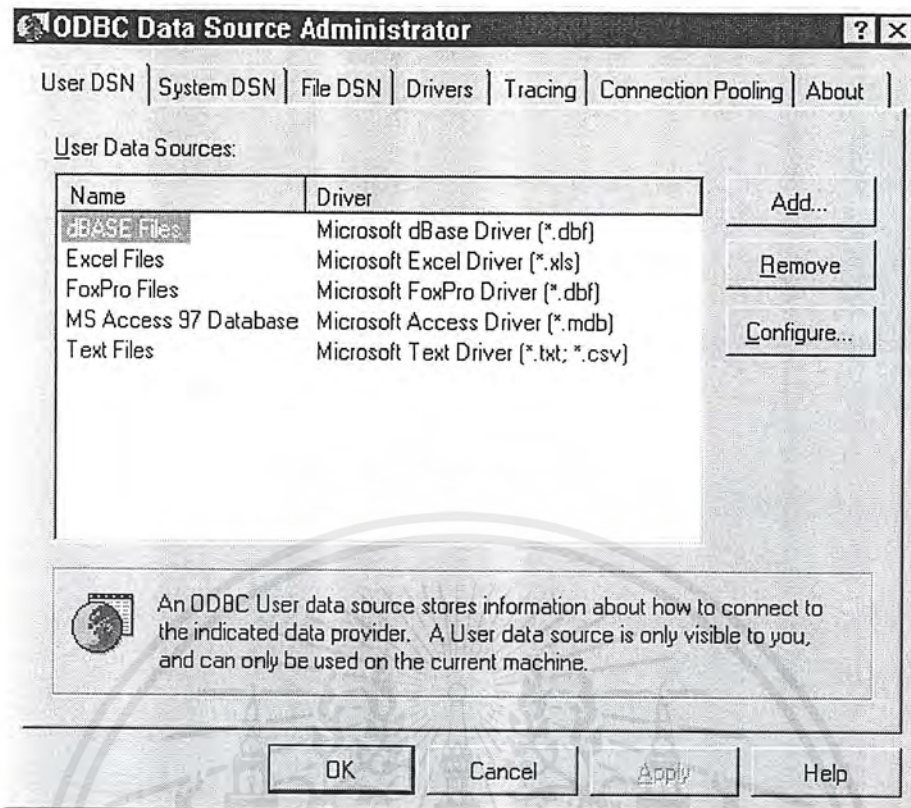 ODBC Data Source Administrator
User DSN System DSN File DSN Drivers Tracing Connection Pooling About
User Data Sources:
Name Driver
dBASE Files Microsoft dBase Driver (*.dbf)
Excel Files Microsoft Excel Driver (*.xls)
FoxPro Files Microsoft FoxPro Driver (*.dbf)
MS Access 97 Database Microsoft Access Driver (*.mdb)
Text Files Microsoft Text Driver (*.txt; *.csv)
Add...
Remove
Configure...
An ODBC User data source stores information about how to connect to
the indicated data provider. A User data source is only visible to you,
and can only be used on the current machine.
OK Cancel Apply Help